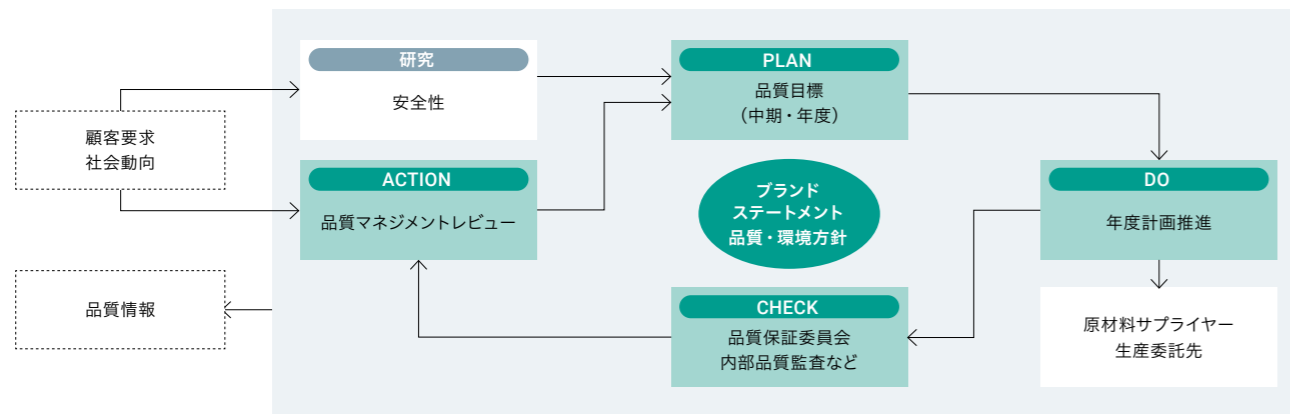 顧客要求
社会動向
品質情報
研究
安全性
ACTION
品質マネジメントレビュー
PLAN
品質目標
（中期・年度）
ブランド
ステートメント
品質・環境方針
CHECK
品質保証委員会
内部品質監査など
DO
年度計画推進
原材料サプライヤー
生産委託先